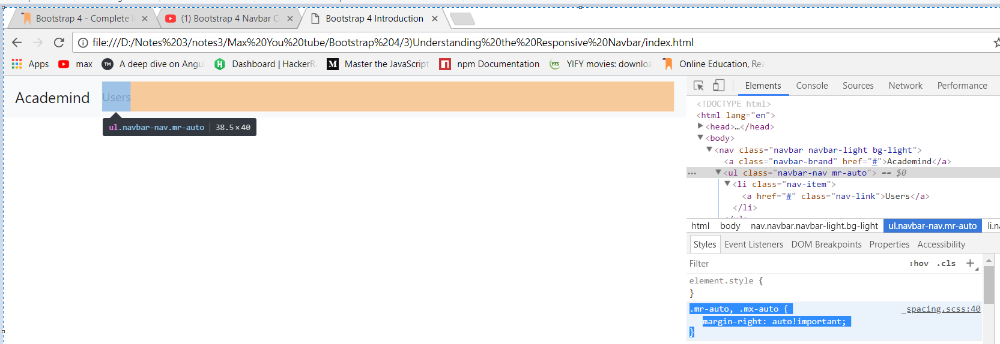 Bootstrap 4 - Complete
(1) Bootstrap 4 Navbar
Bootstrap 4 Introduction
file:///D:/Notes%203/notes3/Max%20You%20tube/Bootstrap%204/3)Understanding%20the%20Responsive%20Navbar/index.html
Apps
max
TM
A deep dive on Angu
Dashboard | HackerR
M
Master the JavaScript
npm Documentation
YTS
YIFY movies: downlo
Online Education, Re
Academind
Users
ul.navbar-nav.mr-auto | 38.5×40
Elements Console Sources Network Performance
<!DOCTYPE html>
<html lang="en">
<head>…</head>
<body>
<nav class="navbar navbar-light bg-light">
<a class="navbar-brand" href="#">Academind</a>
... <ul class="navbar-nav mr-auto"> == $0
<li class="nav-item">
<a href="#" class="nav-link">Users</a>
</li>
</ul>
html body nav.navbar.navbar-light.bg-light ul.navbar-nav.mr-auto li.na
Styles Event Listeners DOM Breakpoints Properties Accessibility
Filter :hov .cls +
element.style {
}
.mr-auto, .mx-auto { _spacing.scss:40
margin-right: auto!important;
}